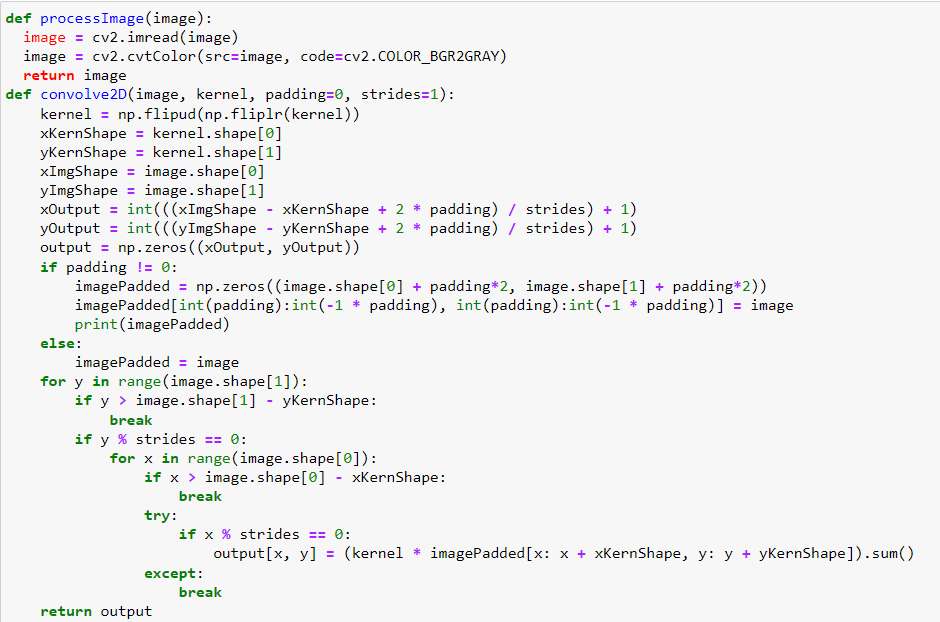 def processImage(image):
  image = cv2.imread(image)
  image = cv2.cvtColor(src=image, code=cv2.COLOR_BGR2GRAY)
  return image
def convolve2D(image, kernel, padding=0, strides=1):
    kernel = np.flipud(np.fliplr(kernel))
    xKernShape = kernel.shape[0]
    yKernShape = kernel.shape[1]
    xImgShape = image.shape[0]
    yImgShape = image.shape[1]
    xOutput = int(((xImgShape - xKernShape + 2 * padding) / strides) + 1)
    yOutput = int(((yImgShape - yKernShape + 2 * padding) / strides) + 1)
    output = np.zeros((xOutput, yOutput))
    if padding != 0:
        imagePadded = np.zeros((image.shape[0] + padding*2, image.shape[1] + padding*2))
        imagePadded[int(padding):int(-1 * padding), int(padding):int(-1 * padding)] = image
        print(imagePadded)
    else:
        imagePadded = image
    for y in range(image.shape[1]):
        if y > image.shape[1] - yKernShape:
            break
        if y % strides == 0:
            for x in range(image.shape[0]):
                if x > image.shape[0] - xKernShape:
                    break
                try:
                    if x % strides == 0:
                        output[x, y] = (kernel * imagePadded[x: x + xKernShape, y: y + yKernShape]).sum()
                except:
                    break
    return output